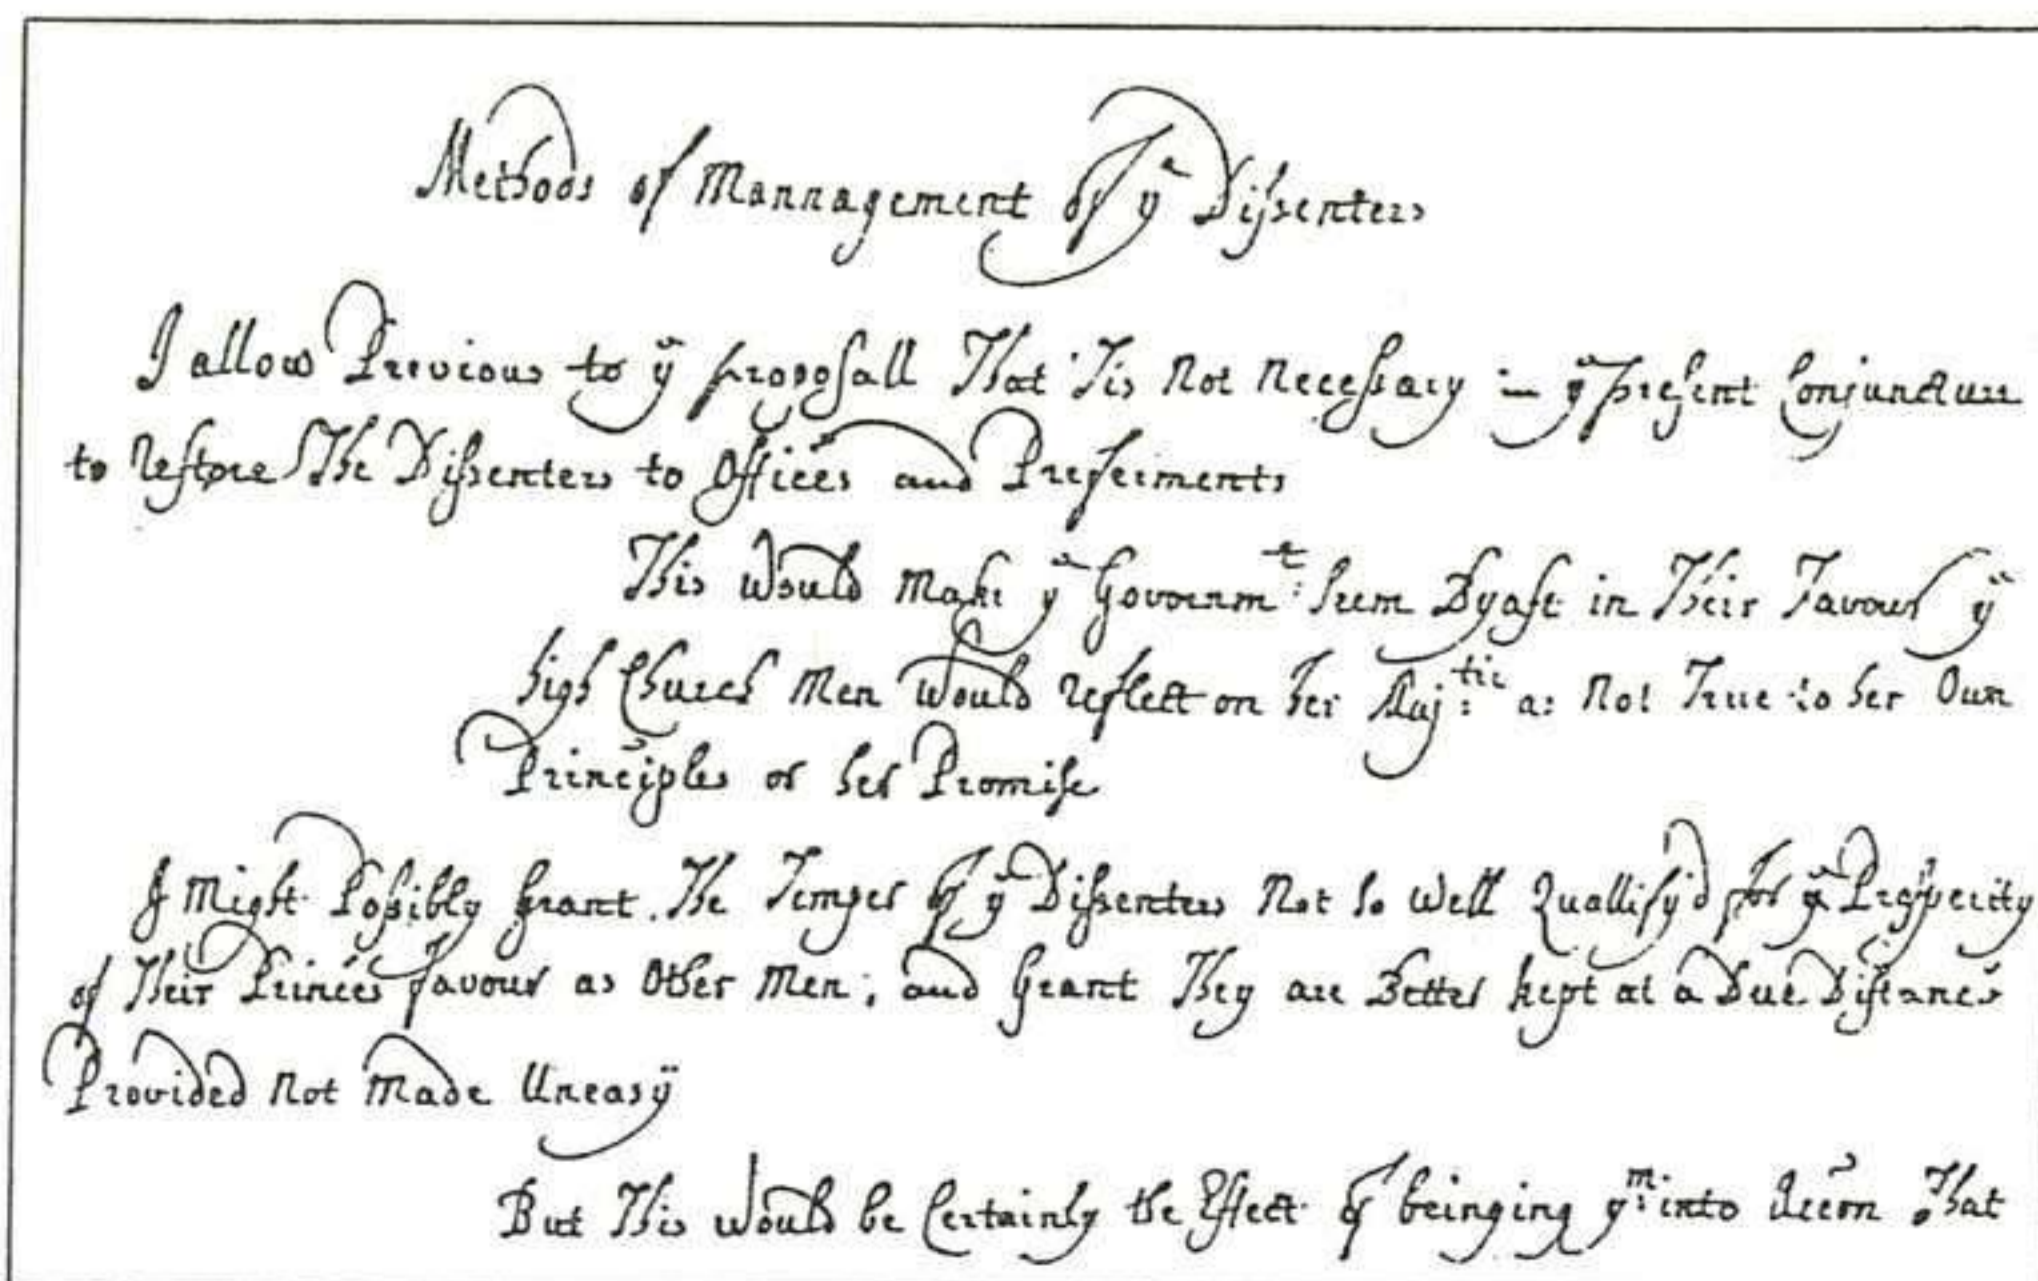 Methods of Mannagement of yᵉ Dissenters
I allow Previous to yᵉ proposall That 'Tis Not Necessary in yᵉ present Conjuncture
to Restore The Dissenters to Offices and Preferments
This Would Make yᵉ Governmᵗ: seem Byast in Their Favour yᵉ
high Church Men Would reflect on her Majᵗⁱᵉ: as Not True to her Own
Principles or her Promise
I Might Possibly Grant. The Temper of yᵉ Dissenters Not so Well Quallify'd for yᵉ Prosperity
of Their Princes favour as Other Men; and Grant They are Better kept at a Due Distance
Provided Not Made Uneasy
But This Would be Certainly the Effect of bringing yᵐ: into That